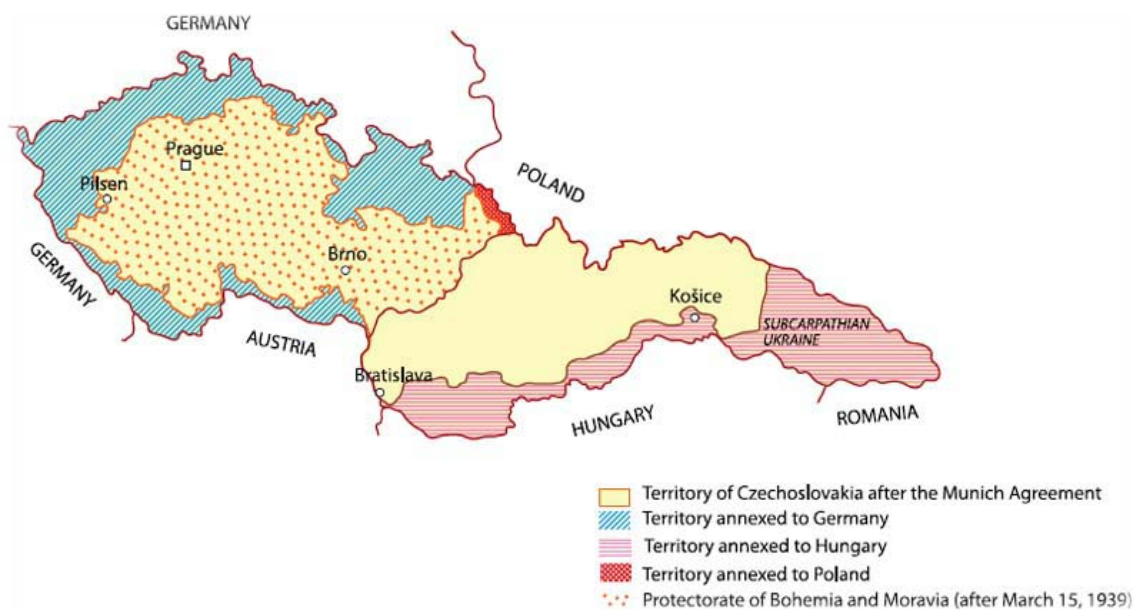 GERMANY
POLAND
Prague
Pilsen
GERMANY
Brno
AUSTRIA
Košice
SUBCARPATHIAN
UKRAINE
Bratislava
HUNGARY
ROMANIA
Territory of Czechoslovakia after the Munich Agreement
Territory annexed to Germany
Territory annexed to Hungary
Territory annexed to Poland
Protectorate of Bohemia and Moravia (after March 15, 1939)